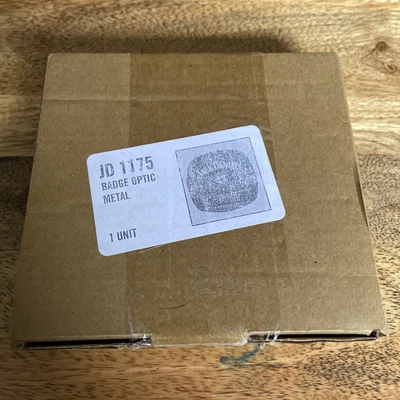 JD 1175
BADGE OPTIC
METAL
1 UNIT